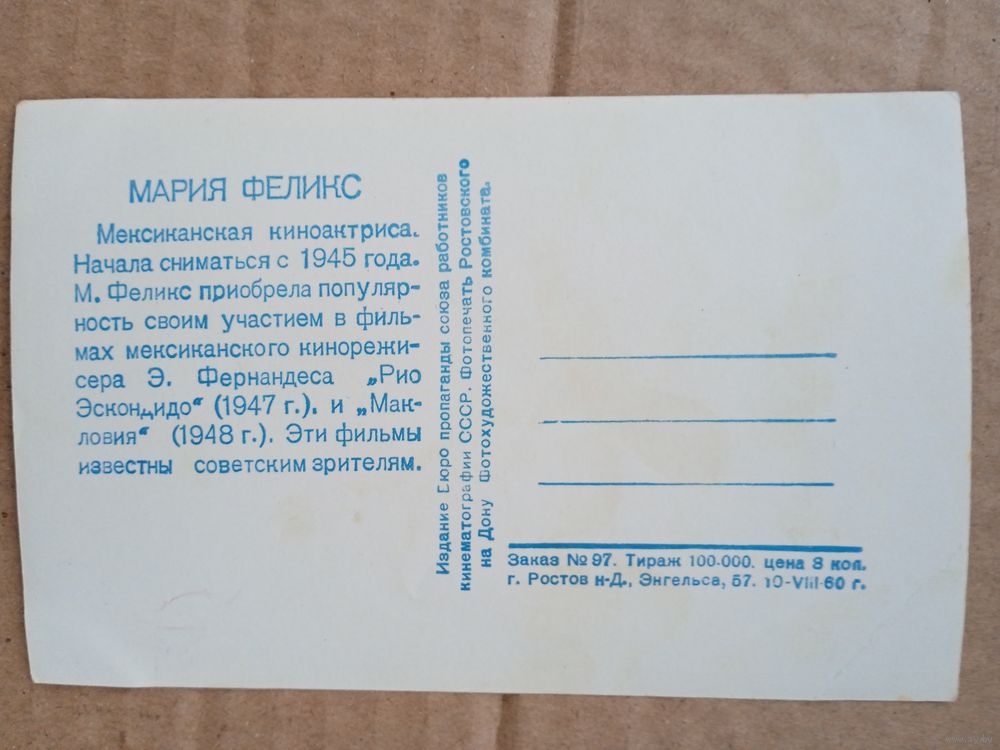 МАРИЯ ФЕЛИКС
Мексиканская киноактриса.
Начала сниматься с 1945 года.
М. Феликс приобрела популяр-
ность своим участием в филь-
мах мексиканского кинорежи-
сера Э. Фернандеса „Рио
Эскондидо“ (1947 г.). и „Мак-
ловия“ (1948 г.). Эти фильмы
известны советским зрителям.
Издание Бюро пропаганды союза работников
кинематографии СССР. Фотопечать Ростовского
на Дону Фотохудожественного комбината.
Заказ № 97. Тираж 100.000. цена 8 коп.
г. Ростов н-Д., Энгельса, 57. 10-VIII-60 г.